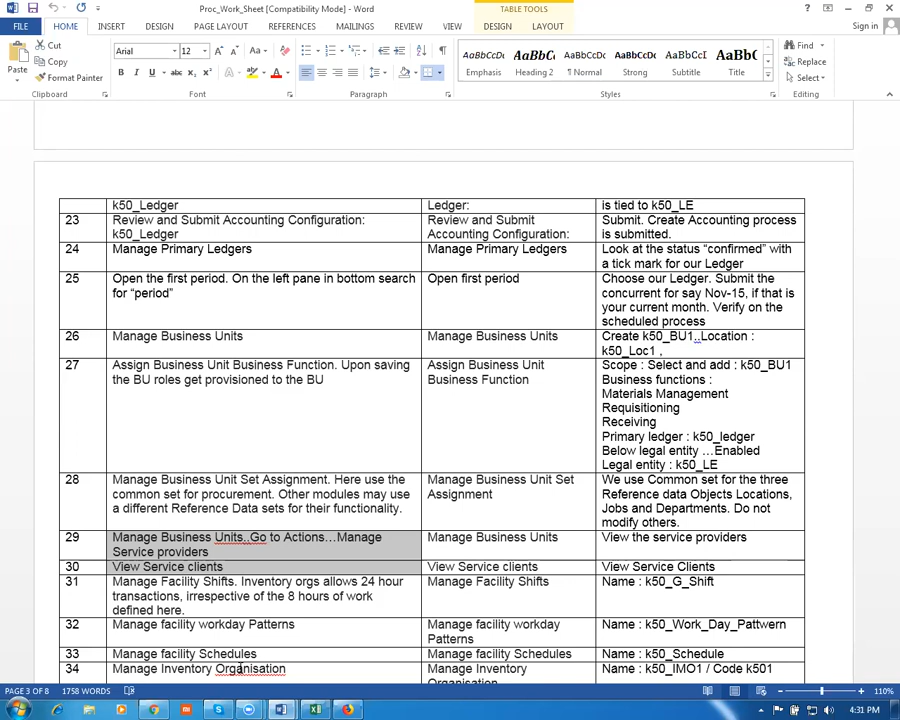 Proc_Work_Sheet [Compatibility Mode] - Word
TABLE TOOLS
Sign in
FILE HOME INSERT DESIGN PAGE LAYOUT REFERENCES MAILINGS REVIEW VIEW DESIGN LAYOUT
Paste
Cut
Copy
Format Painter
Clipboard
Arial 12
Font
Paragraph
AaBbCcDc AaBbC AaBbCcDc AaBbCcDc AaBbCcI AaBbC
Emphasis Heading 2 ¶ Normal Strong Subtitle Title
Styles
Find
Replace
Select
Editing
k50_Ledger Ledger: is tied to k50_LE
23 Review and Submit Accounting Configuration: Review and Submit Submit. Create Accounting process
k50_Ledger Accounting Configuration: is submitted.
24 Manage Primary Ledgers Manage Primary Ledgers Look at the status “confirmed” with
a tick mark for our Ledger
25 Open the first period. On the left pane in bottom search Open first period Choose our Ledger. Submit the
for “period” concurrent for say Nov-15, if that is
your current month. Verify on the
scheduled process
26 Manage Business Units Manage Business Units Create k50_BU1..Location :
k50_Loc1 ,
27 Assign Business Unit Business Function. Upon saving Assign Business Unit Scope : Select and add : k50_BU1
the BU roles get provisioned to the BU Business Function Business functions :
Materials Management
Requisitioning
Receiving
Primary ledger : k50_ledger
Below legal entity …Enabled
Legal entity : k50_LE
28 Manage Business Unit Set Assignment. Here use the Manage Business Unit Set We use Common set for the three
common set for procurement. Other modules may use Assignment Reference data Objects Locations,
a different Reference Data sets for their functionality. Jobs and Departments. Do not
modify others.
29 Manage Business Units..Go to Actions…Manage Manage Business Units View the service providers
Service providers
30 View Service clients View Service clients View Service Clients
31 Manage Facility Shifts. Inventory orgs allows 24 hour Manage Facility Shifts Name : k50_G_Shift
transactions, irrespective of the 8 hours of work
defined here.
32 Manage facility workday Patterns Manage facility workday Name : k50_Work_Day_Pattwern
Patterns
33 Manage facility Schedules Manage facility Schedules Name : k50_Schedule
34 Manage Inventory Organisation Manage Inventory Name : k50_IMO1 / Code k501
Organisation
PAGE 3 OF 8 1758 WORDS 110%
4:31 PM